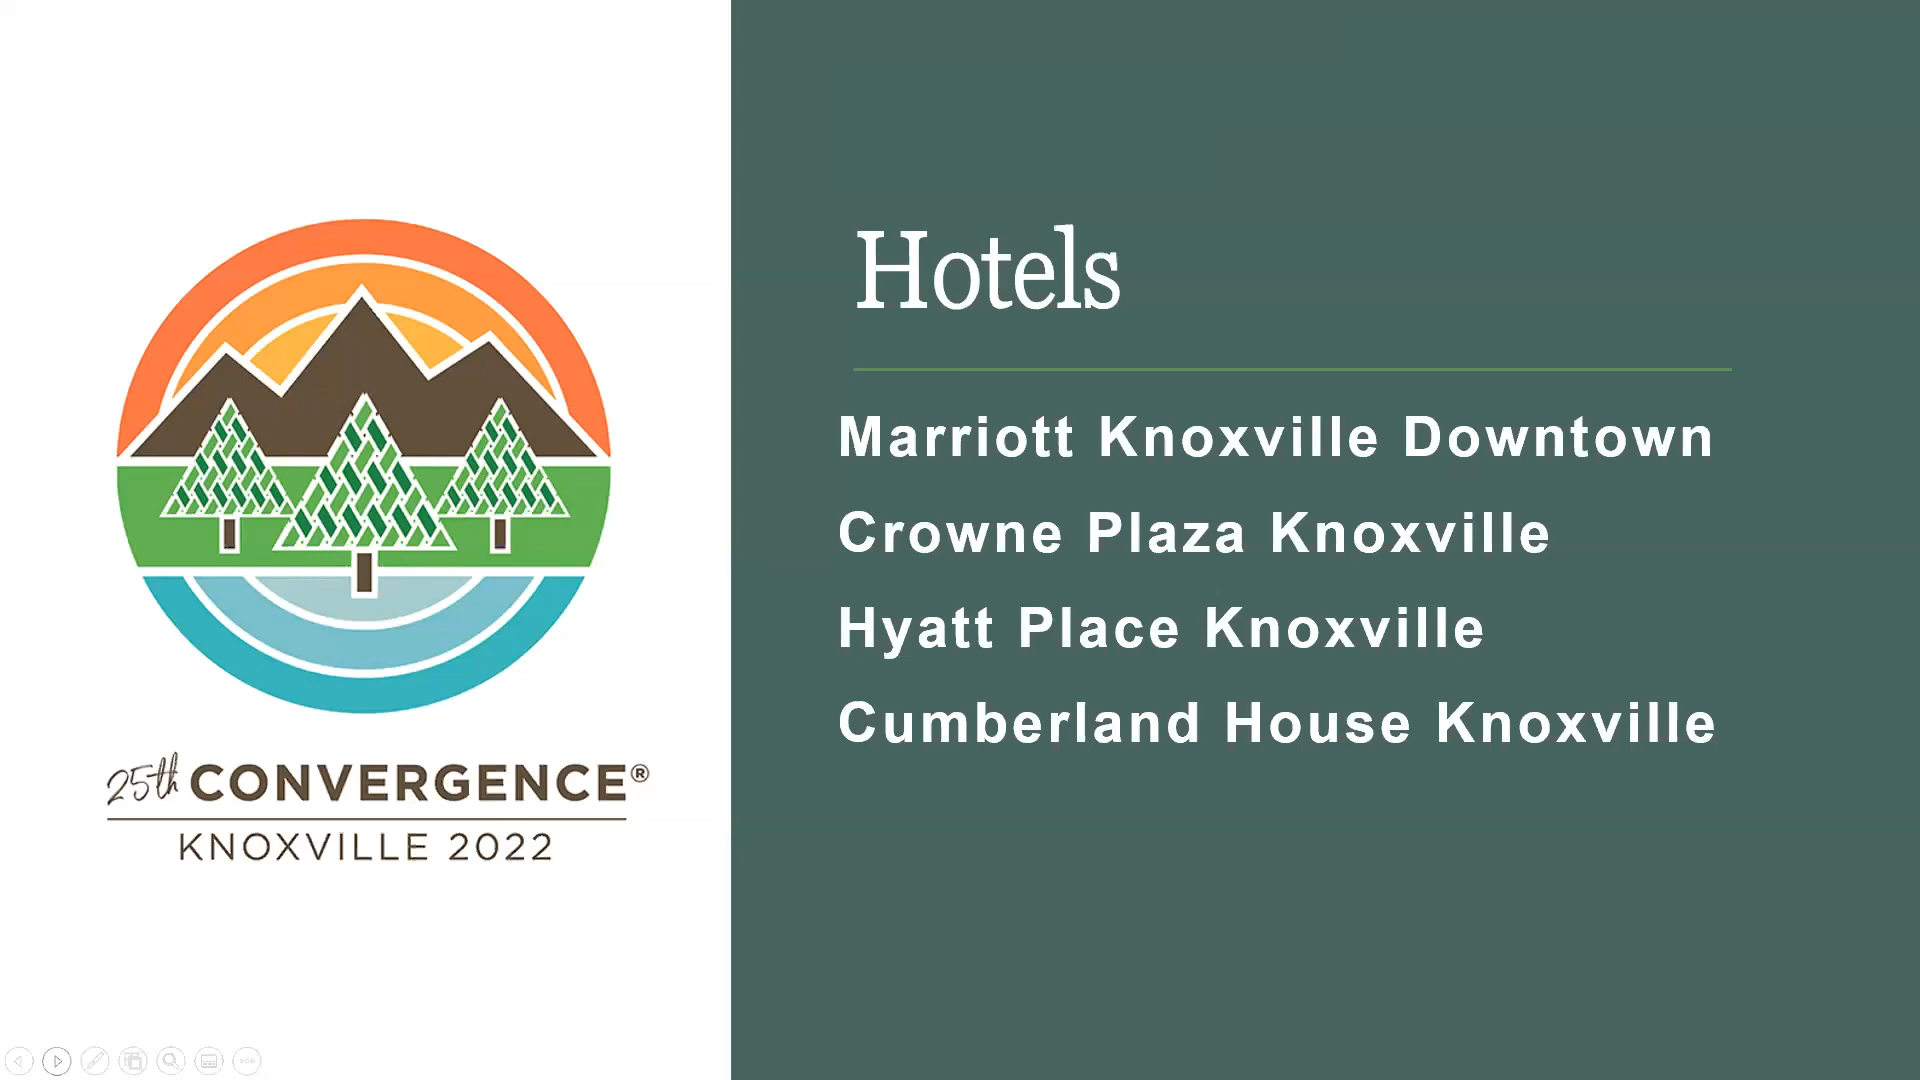 Hotels
Marriott Knoxville Downtown
Crowne Plaza Knoxville
Hyatt Place Knoxville
Cumberland House Knoxville
25th CONVERGENCE®
KNOXVILLE 2022